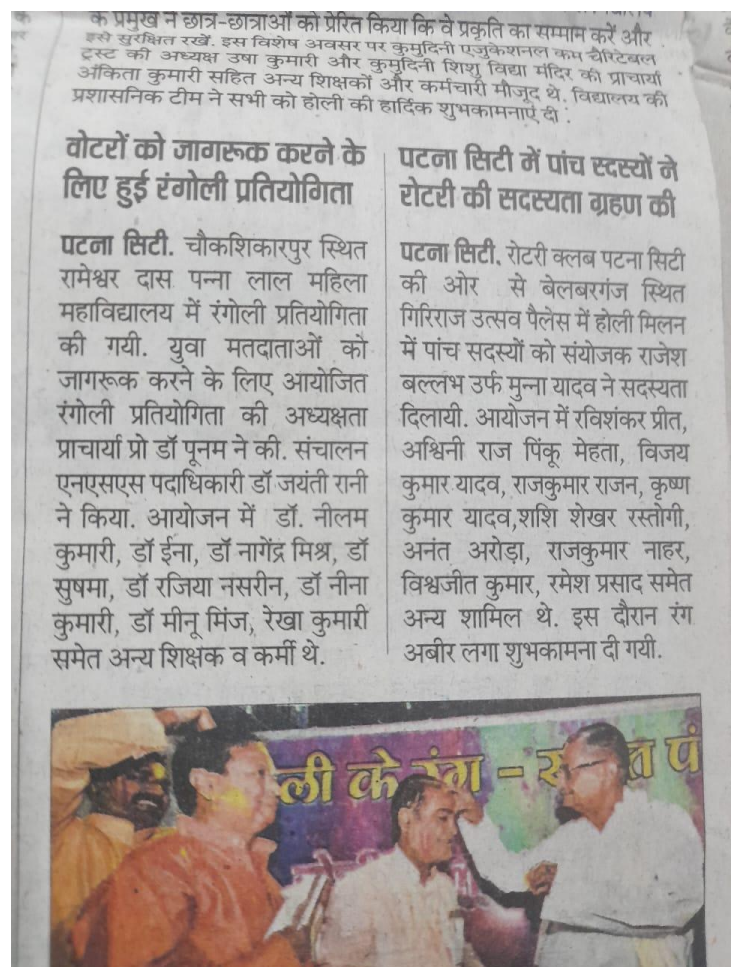 के प्रमुख ने छात्र-छात्राओं को प्रेरित किया कि वे प्रकृति का सम्मान करें और
इसे सुरक्षित रखें. इस विशेष अवसर पर कुमुदिनी एजुकेशनल कम चैरिटेबल
ट्रस्ट की अध्यक्ष उषा कुमारी और कुमुदिनी शिशु विद्या मंदिर की प्राचार्या
अंकिता कुमारी सहित अन्य शिक्षकों और कर्मचारी मौजूद थे. विद्यालय की
प्रशासनिक टीम ने सभी को होली की हार्दिक शुभकामनाएं दी .
वोटरों को जागरूक करने के
लिए हुई रंगोली प्रतियोगिता
पटना सिटी. चौकशिकारपुर स्थित
रामेश्वर दास पन्ना लाल महिला
महाविद्यालय में रंगोली प्रतियोगिता
की गयी. युवा मतदाताओं को
जागरूक करने के लिए आयोजित
रंगोली प्रतियोगिता की अध्यक्षता
प्राचार्या प्रो डॉ पूनम ने की. संचालन
एनएसएस पदाधिकारी डॉ जयंती रानी
ने किया. आयोजन में डॉ. नीलम
कुमारी, डॉ ईना, डॉ नागेंद्र मिश्र, डॉ
सुषमा, डॉ रजिया नसरीन, डॉ नीना
कुमारी, डॉ मीनू मिंज, रेखा कुमारी
समेत अन्य शिक्षक व कर्मी थे.
पटना सिटी में पांच स्दस्यों ने
रोटरी की सदस्यता ग्रहण की
पटना सिटी. रोटरी क्लब पटना सिटी
की ओर से बेलबरगंज स्थित
गिरिराज उत्सव पैलेस में होली मिलन
में पांच सदस्यों को संयोजक राजेश
बल्लभ उर्फ मुन्ना यादव ने सदस्यता
दिलायी. आयोजन में रविशंकर प्रीत,
अश्विनी राज पिंकू मेहता, विजय
कुमार यादव, राजकुमार राजन, कृष्ण
कुमार यादव,शशि शेखर रस्तोगी,
अनंत अरोड़ा, राजकुमार नाहर,
विश्वजीत कुमार, रमेश प्रसाद समेत
अन्य शामिल थे. इस दौरान रंग
अबीर लगा शुभकामना दी गयी.
ली के रंग -